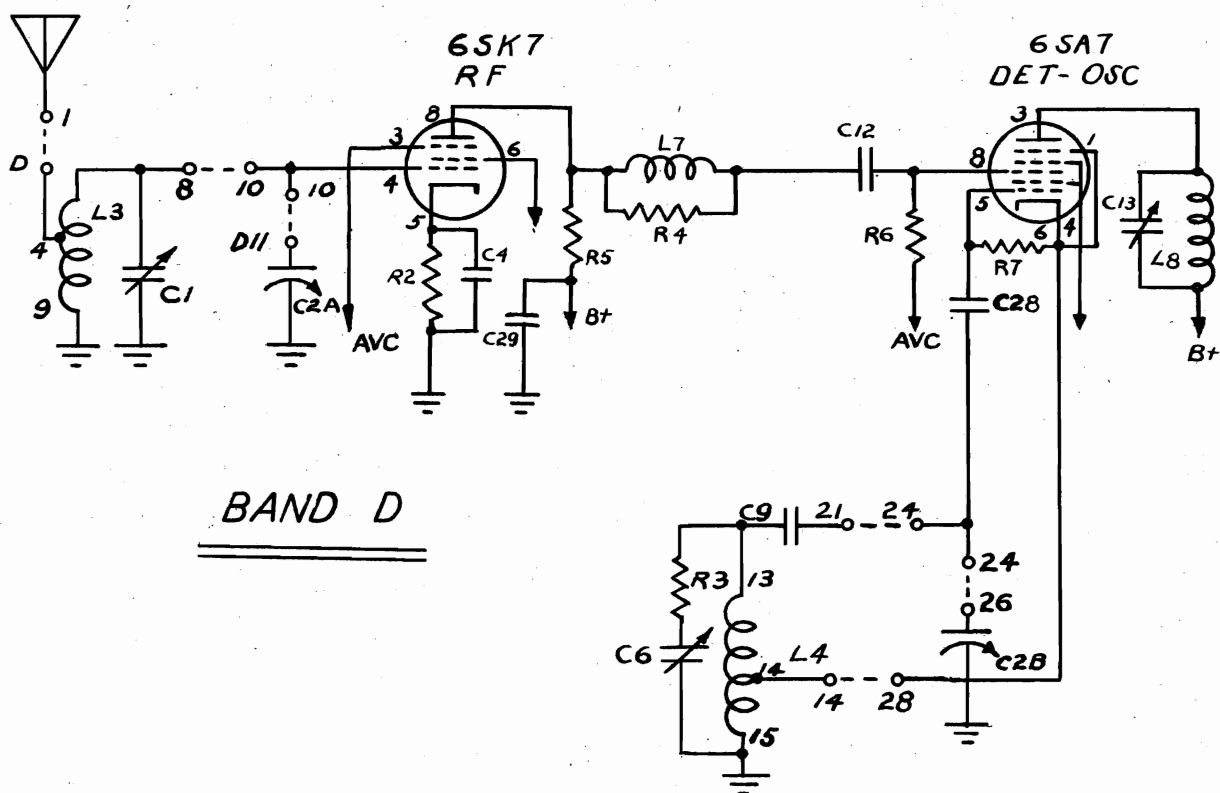 6SK7
RF
6SA7
DET-OSC
1
D
8
3
6
4
5
8
10
10
D11
L3
4
9
C1
C2A
R2
C4
AVC
C29
R5
B+
L7
R4
C12
R6
AVC
3
1
8
5
6
4
R7
C28
C13
L8
B+
BAND D
C9
21
24
24
26
R3
13
C6
14
L4
14
28
C2B
15